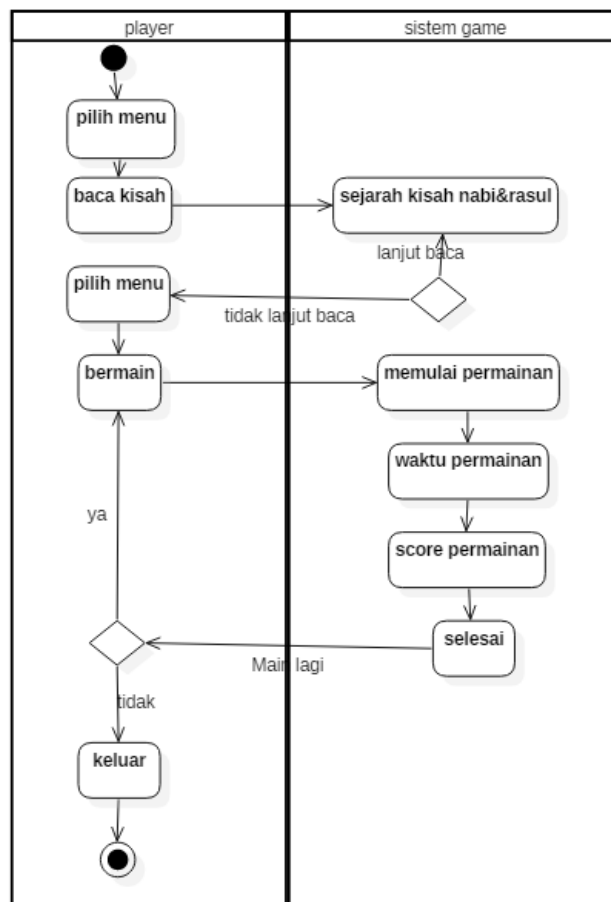 player
sistem game
pilih menu
baca kisah
sejarah kisah nabi&rasul
lanjut baca
pilih menu
tidak lanjut baca
bermain
memulai permainan
waktu permainan
ya
score permainan
selesai
Main lagi
tidak
keluar